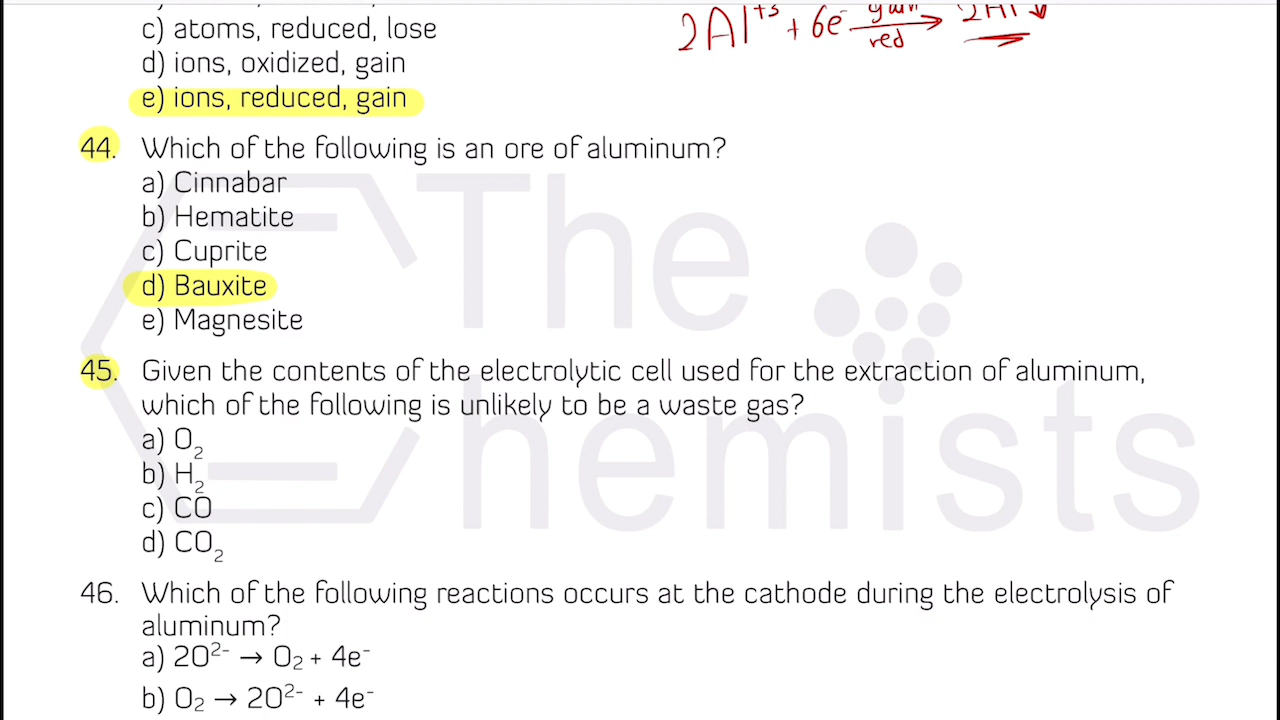 2Al⁺³ + 6e⁻ gain red → 2Al ↓
c) atoms, reduced, lose
d) ions, oxidized, gain
e) ions, reduced, gain
44. Which of the following is an ore of aluminum?
a) Cinnabar
b) Hematite
c) Cuprite
d) Bauxite
e) Magnesite
45. Given the contents of the electrolytic cell used for the extraction of aluminum,
which of the following is unlikely to be a waste gas?
a) O₂
b) H₂
c) CO
d) CO₂
46. Which of the following reactions occurs at the cathode during the electrolysis of
aluminum?
a) 2O²⁻ → O₂ + 4e⁻
b) O₂ → 2O²⁻ + 4e⁻
The
Chemists